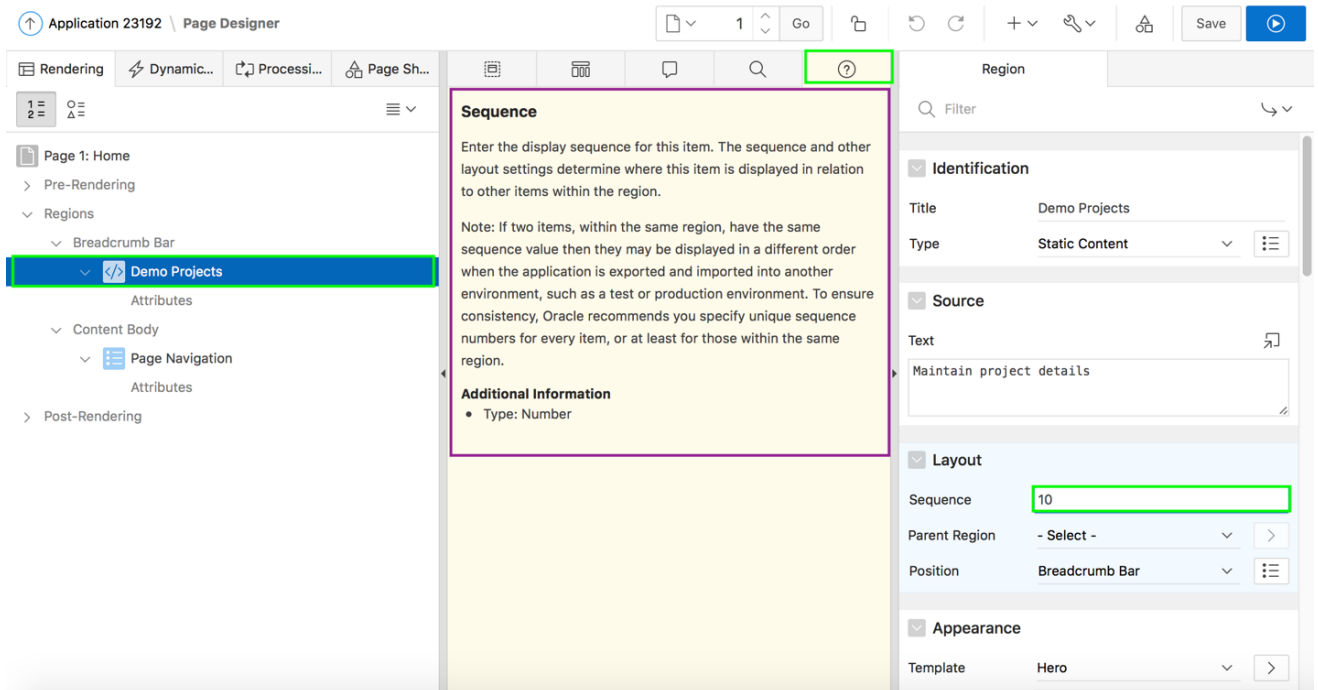 Application 23192 \ Page Designer
1
Go
Save
Rendering
Dynamic...
Processi...
Page Sh...
Page 1: Home
Pre-Rendering
Regions
Breadcrumb Bar
Demo Projects
Attributes
Content Body
Page Navigation
Attributes
Post-Rendering
Sequence
Enter the display sequence for this item. The sequence and other
layout settings determine where this item is displayed in relation
to other items within the region.
Note: If two items, within the same region, have the same
sequence value then they may be displayed in a different order
when the application is exported and imported into another
environment, such as a test or production environment. To ensure
consistency, Oracle recommends you specify unique sequence
numbers for every item, or at least for those within the same
region.
Additional Information
• Type: Number
Region
Filter
Identification
Title Demo Projects
Type Static Content
Source
Text
Maintain project details
Layout
Sequence 10
Parent Region - Select -
Position Breadcrumb Bar
Appearance
Template Hero